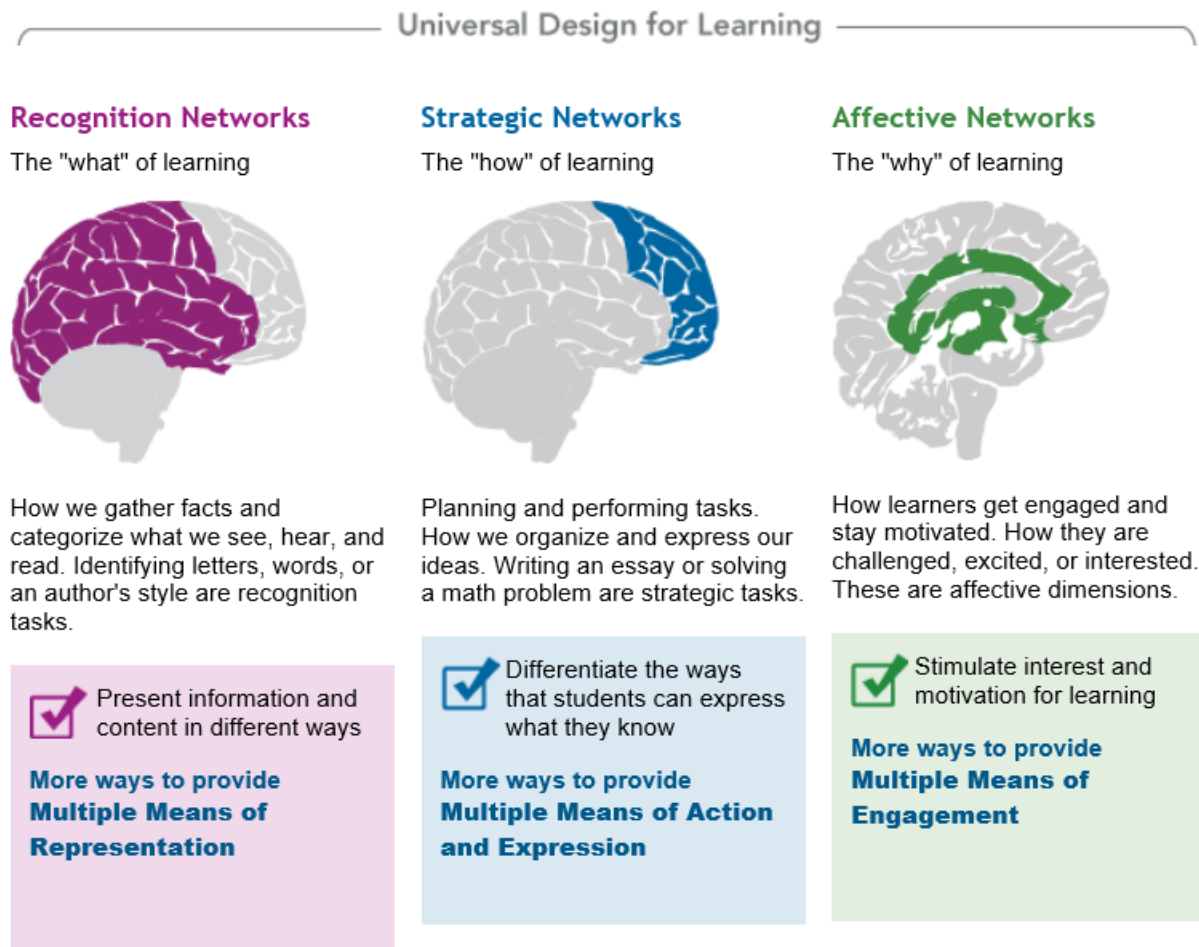 Universal Design for Learning
Recognition Networks
The "what" of learning
How we gather facts and
categorize what we see, hear, and
read. Identifying letters, words, or
an author's style are recognition
tasks.
Present information and
content in different ways
More ways to provide
Multiple Means of
Representation
Strategic Networks
The "how" of learning
Planning and performing tasks.
How we organize and express our
ideas. Writing an essay or solving
a math problem are strategic tasks.
Differentiate the ways
that students can express
what they know
More ways to provide
Multiple Means of Action
and Expression
Affective Networks
The "why" of learning
How learners get engaged and
stay motivated. How they are
challenged, excited, or interested.
These are affective dimensions.
Stimulate interest and
motivation for learning
More ways to provide
Multiple Means of
Engagement